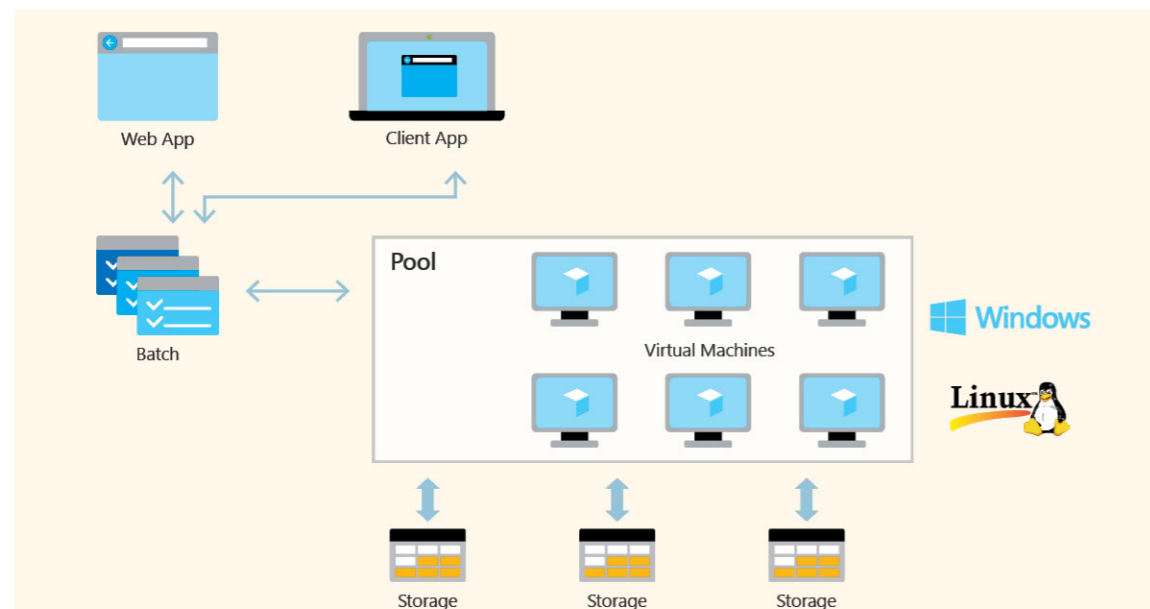 Web App
Client App
Batch
Pool
Virtual Machines
Windows
Linux
Storage
Storage
Storage